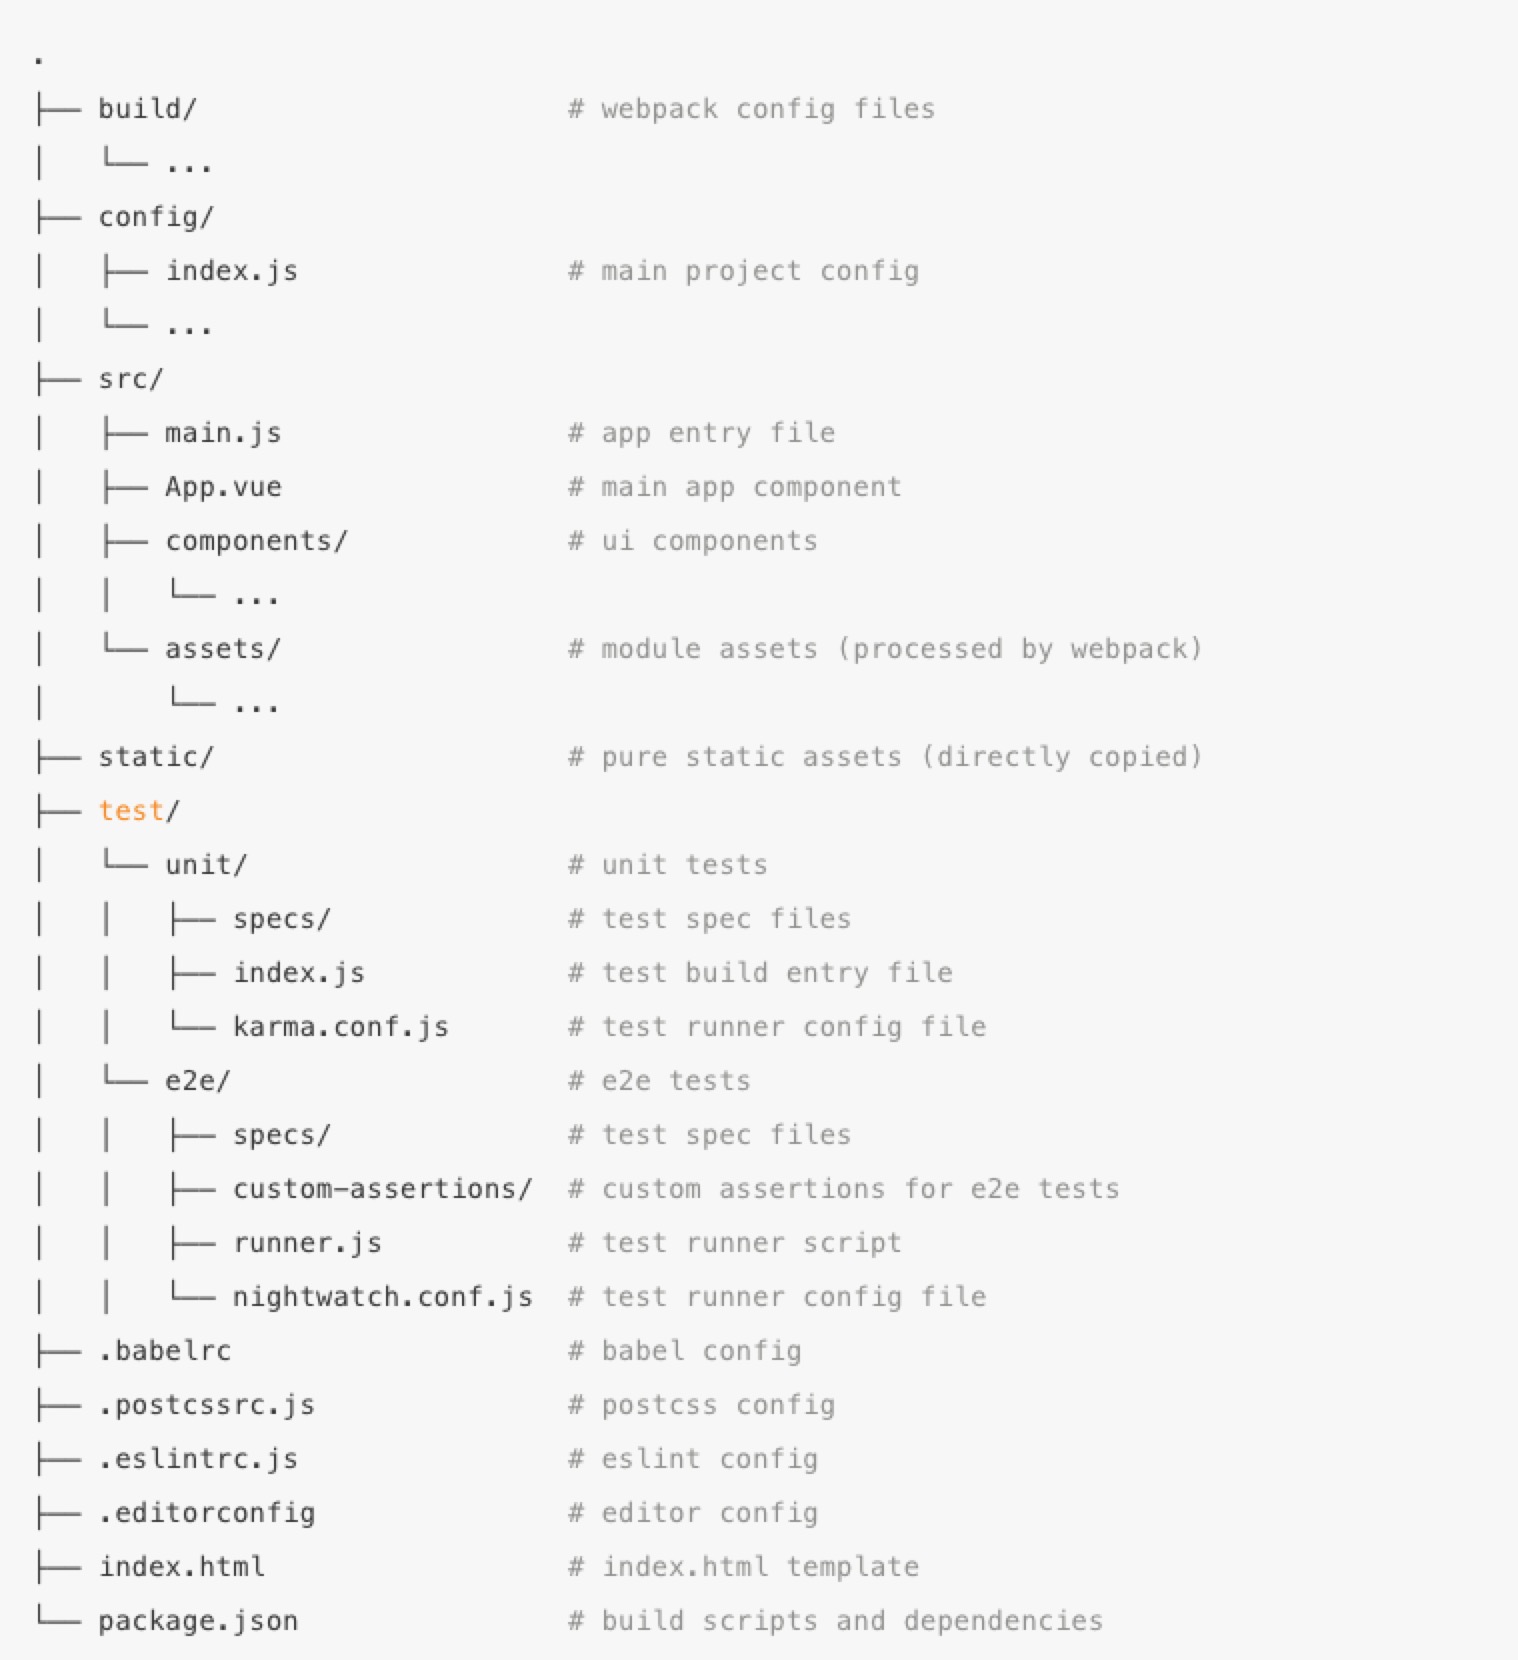 .
├── build/                      # webpack config files
│   └── ...
├── config/
│   ├── index.js                # main project config
│   └── ...
├── src/
│   ├── main.js                 # app entry file
│   ├── App.vue                 # main app component
│   ├── components/             # ui components
│   │   └── ...
│   └── assets/                 # module assets (processed by webpack)
│       └── ...
├── static/                     # pure static assets (directly copied)
├── test/
│   └── unit/                   # unit tests
│   │   ├── specs/              # test spec files
│   │   ├── index.js            # test build entry file
│   │   └── karma.conf.js       # test runner config file
│   └── e2e/                    # e2e tests
│   │   ├── specs/              # test spec files
│   │   ├── custom-assertions/  # custom assertions for e2e tests
│   │   ├── runner.js           # test runner script
│   │   └── nightwatch.conf.js  # test runner config file
├── .babelrc                    # babel config
├── .postcssrc.js               # postcss config
├── .eslintrc.js                # eslint config
├── .editorconfig               # editor config
├── index.html                  # index.html template
└── package.json                # build scripts and dependencies